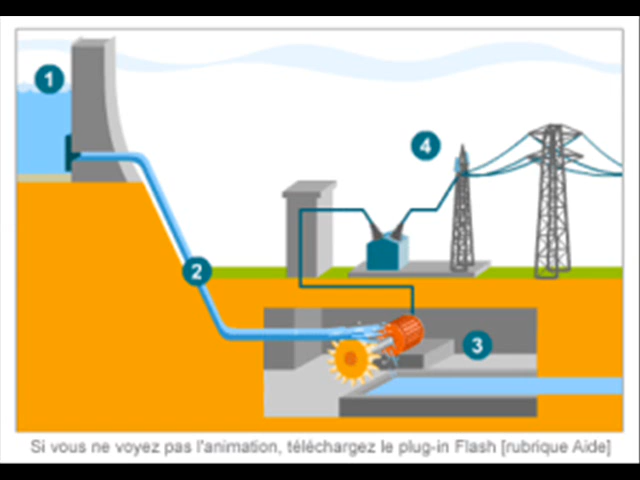 1
4
2
3
Si vous ne voyez pas l'animation, téléchargez le plug-in Flash [rubrique Aide]